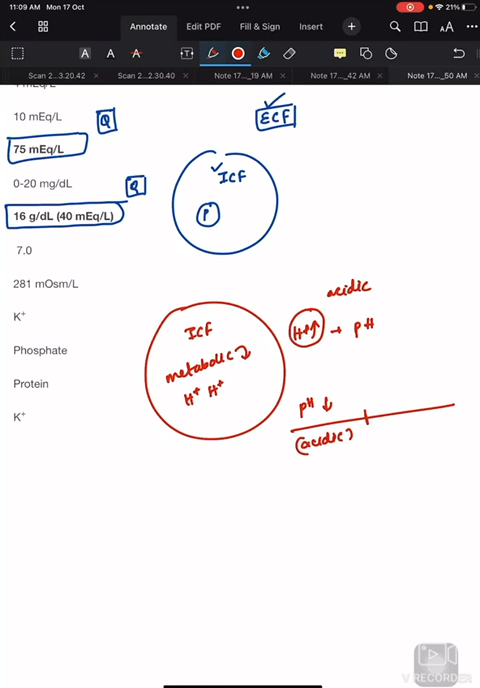 11:09 AM Mon 17 Oct
21%
Annotate Edit PDF Fill & Sign Insert
A A A T AA
Scan 2...3.20.42 × Scan 2...2.30.40 × Note 17..._19 AM × Note 17..._42 AM × Note 17..._50 AM ×
10 mEq/L
Q
ECF
75 mEq/L
ICF
0-20 mg/dL
Q
P
16 g/dL (40 mEq/L)
7.0
281 mOsm/L
acidic
K⁺
ICF
H⁺↑ → pH
Phosphate
metabolic
H⁺ H⁺
Protein
pH ↓
K⁺
(acidic)
V RECORDER